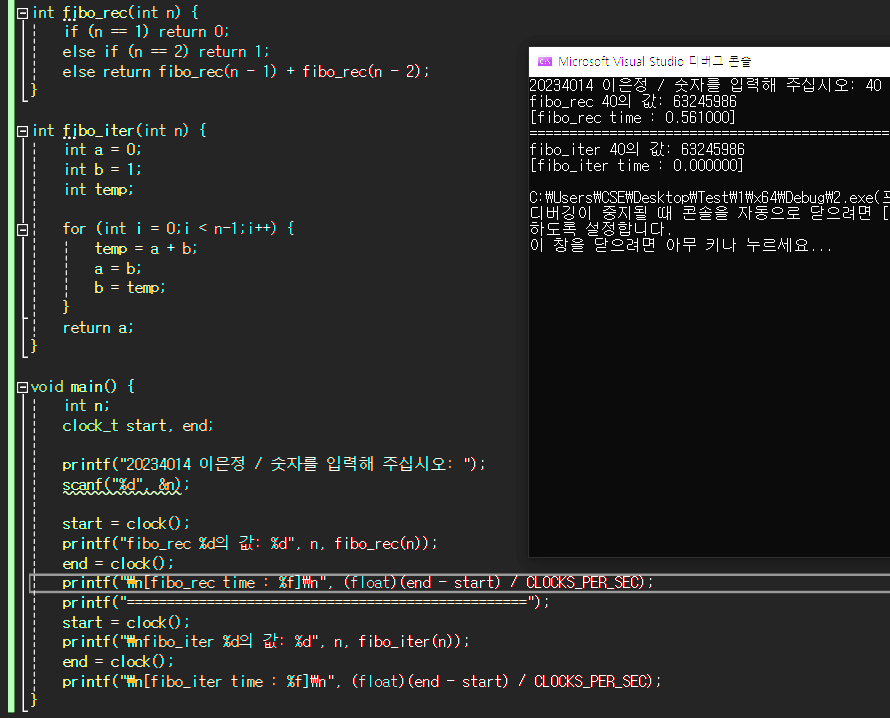 int fibo_rec(int n) {
if (n == 1) return 0;
else if (n == 2) return 1;
else return fibo_rec(n - 1) + fibo_rec(n - 2);
}
int fibo_iter(int n) {
int a = 0;
int b = 1;
int temp;
for (int i = 0;i < n-1;i++) {
temp = a + b;
a = b;
b = temp;
}
return a;
}
void main() {
int n;
clock_t start, end;
printf("20234014 이은정 / 숫자를 입력해 주십시오: ");
scanf("%d", &n);
start = clock();
printf("fibo_rec %d의 값: %d", n, fibo_rec(n));
end = clock();
printf("₩n[fibo_rec time : %f]₩n", (float)(end - start) / CLOCKS_PER_SEC);
printf("==================================================");
start = clock();
printf("₩nfibo_iter %d의 값: %d", n, fibo_iter(n));
end = clock();
printf("₩n[fibo_iter time : %f]₩n", (float)(end - start) / CLOCKS_PER_SEC);
}
Microsoft Visual Studio 디버그 콘솔
20234014 이은정 / 숫자를 입력해 주십시오: 40
fibo_rec 40의 값: 63245986
[fibo_rec time : 0.561000]
=============================================
fibo_iter 40의 값: 63245986
[fibo_iter time : 0.000000]
C:₩Users₩CSE₩Desktop₩Test₩1₩x64₩Debug₩2.exe(프
디버깅이 중지될 때 콘솔을 자동으로 닫으려면 [
하도록 설정합니다.
이 창을 닫으려면 아무 키나 누르세요...